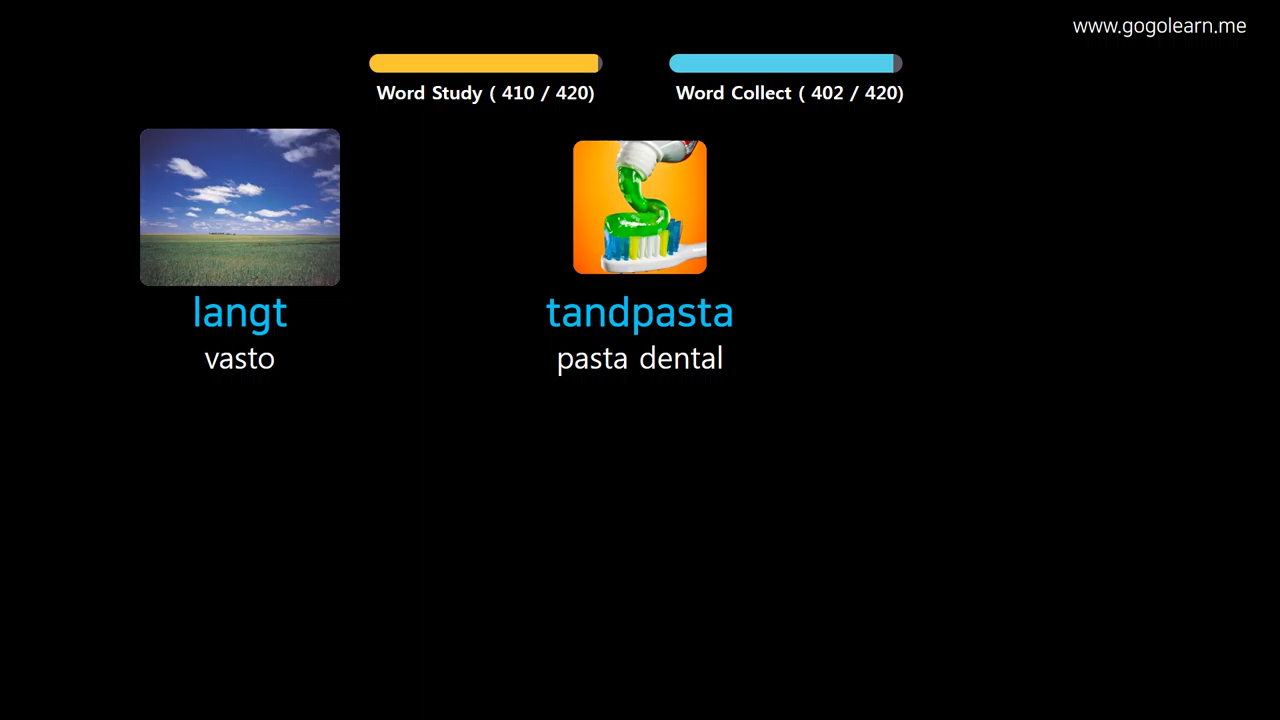 www.gogolearn.me
Word Study ( 410 / 420)
Word Collect ( 402 / 420)
langt
tandpasta
vasto
pasta dental